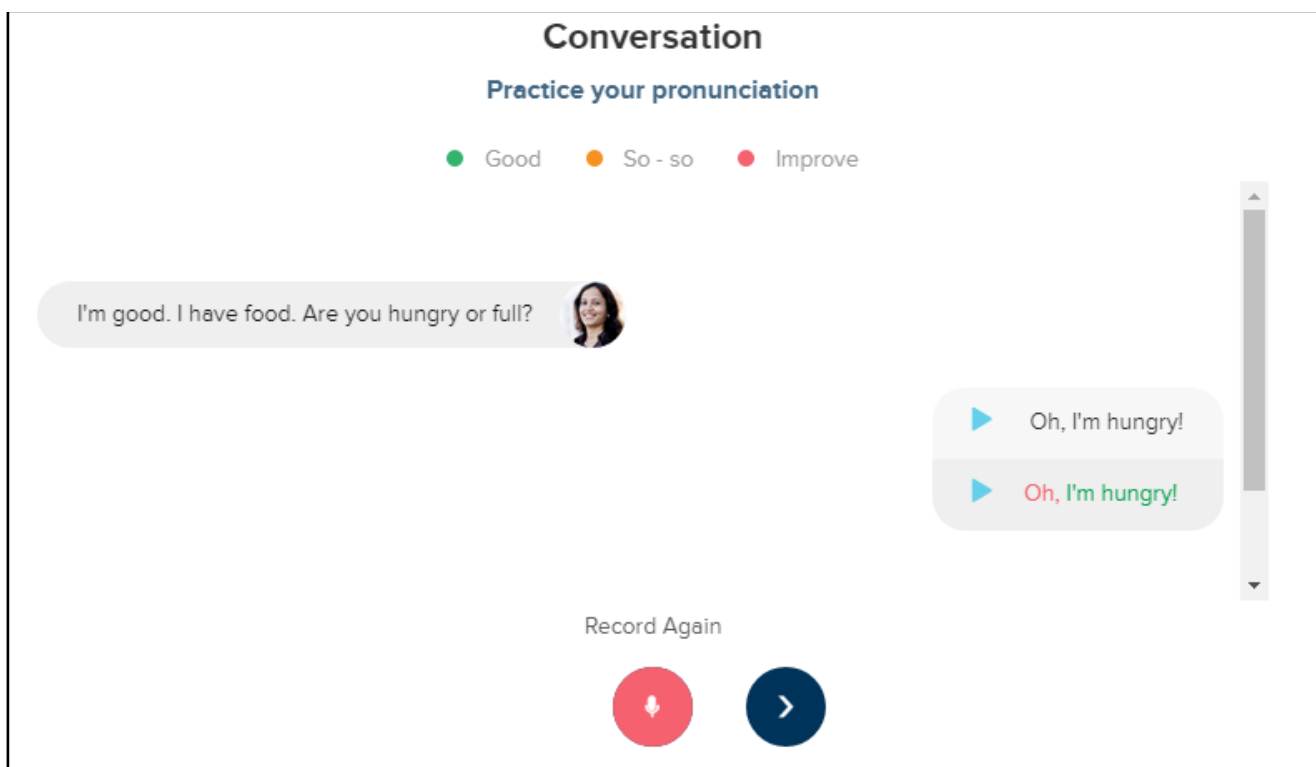 Conversation
Practice your pronunciation
Good So - so Improve
I'm good. I have food. Are you hungry or full?
Oh, I'm hungry!
Oh, I'm hungry!
Record Again